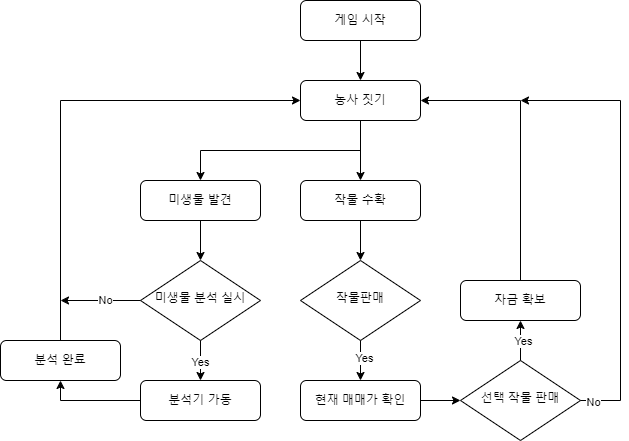 게임 시작
농사 짓기
미생물 발견
작물 수확
미생물 분석 실시
작물판매
자금 확보
No
Yes
Yes
Yes
분석 완료
분석기 가동
현재 매매가 확인
선택 작물 판매
No